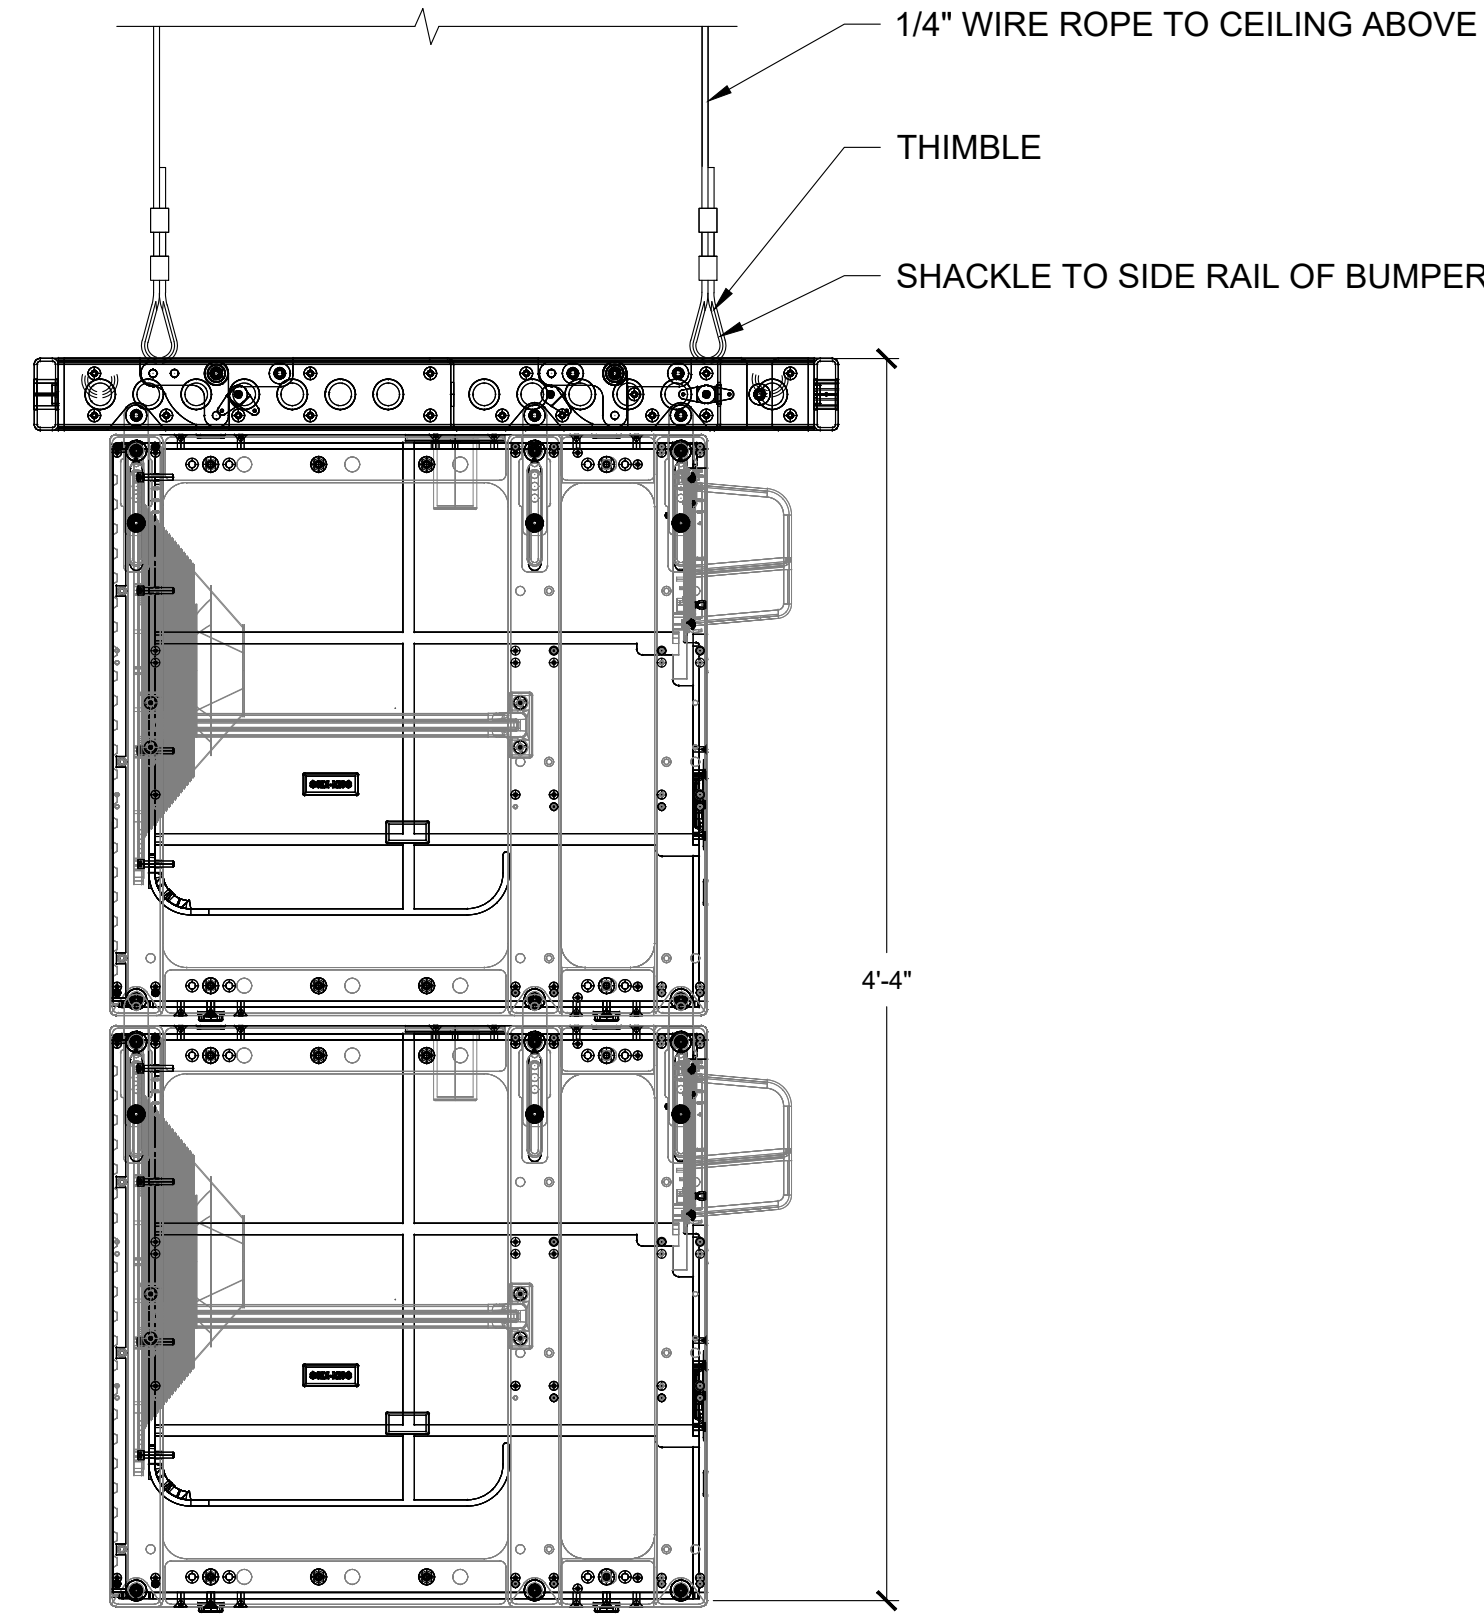 1/4" WIRE ROPE TO CEILING ABOVE
THIMBLE
SHACKLE TO SIDE RAIL OF BUMPER
4'-4"